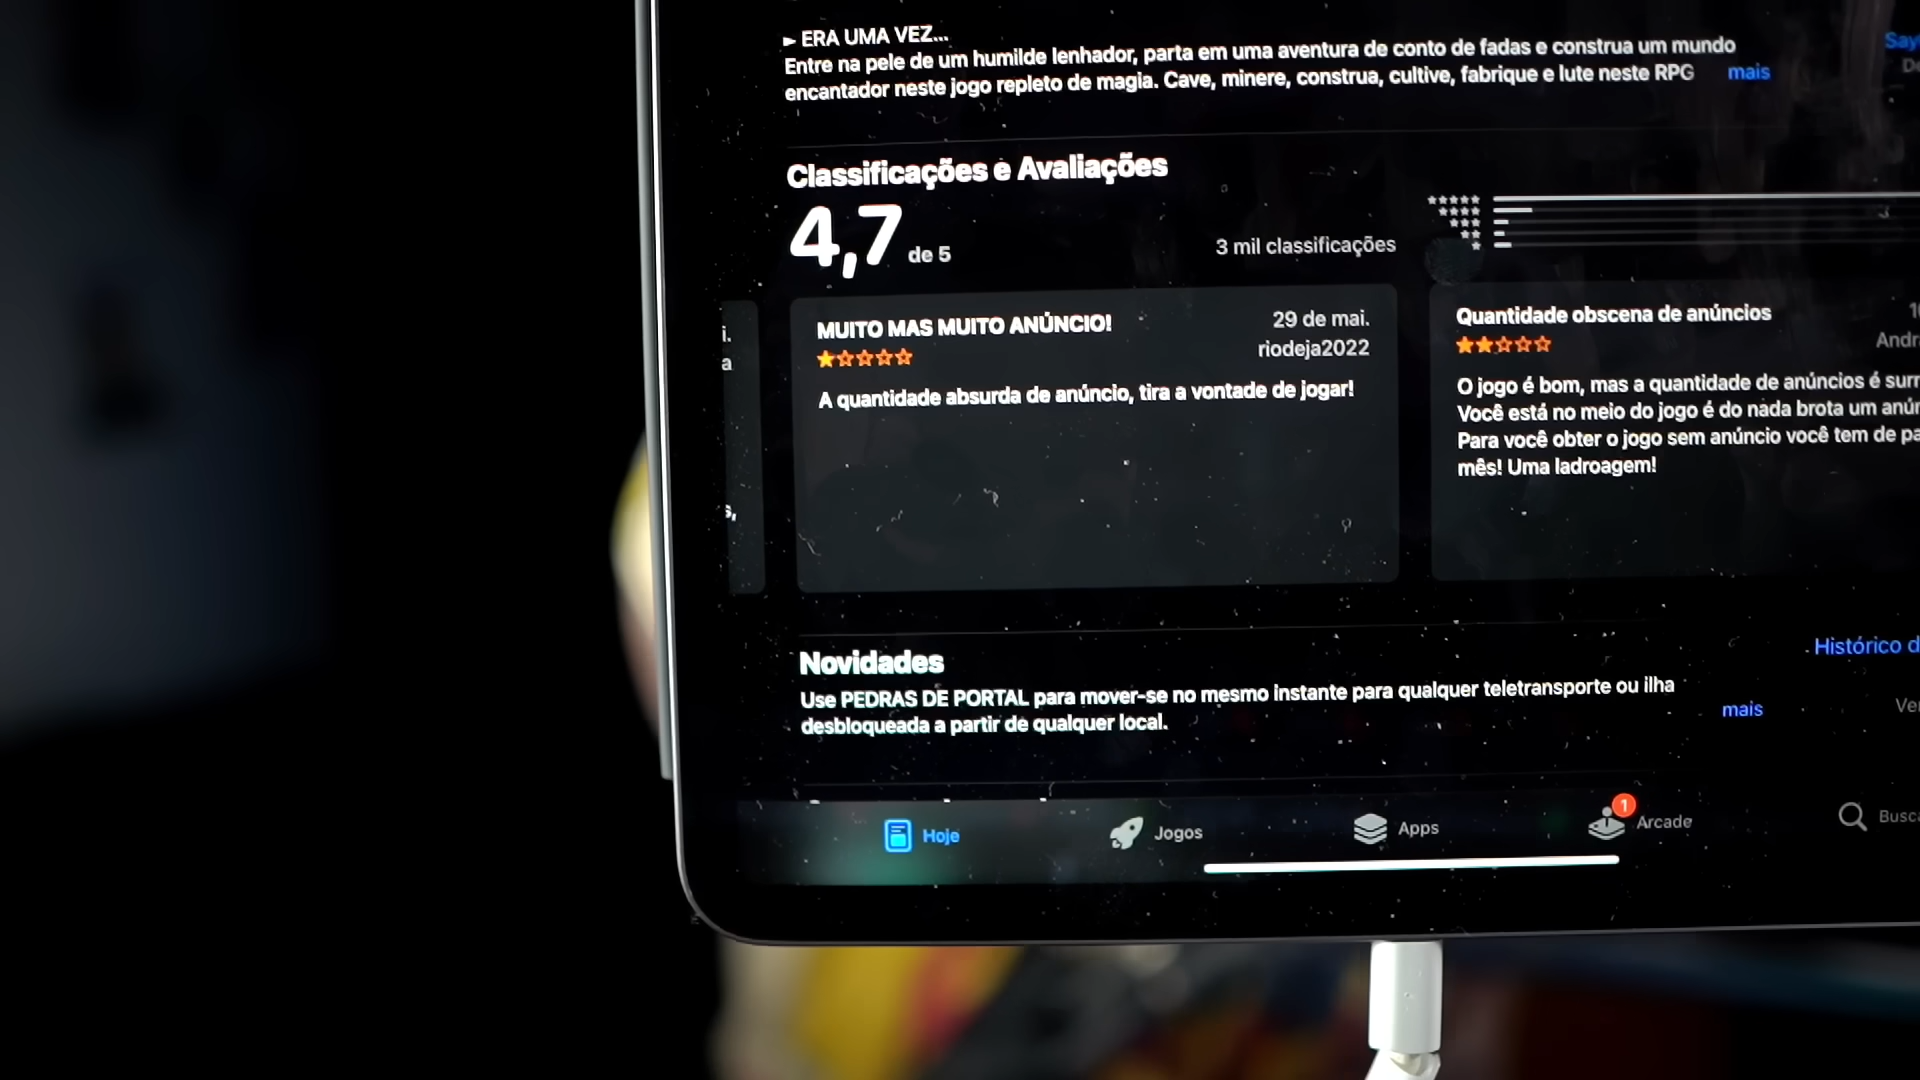 ► ERA UMA VEZ...
Entre na pele de um humilde lenhador, parta em uma aventura de conto de fadas e construa um mundo
encantador neste jogo repleto de magia. Cave, minere, construa, cultive, fabrique e lute neste RPG mais
Classificações e Avaliações
4,7 de 5
3 mil classificações
MUITO MAS MUITO ANÚNCIO!
29 de mai.
riodeja2022
A quantidade absurda de anúncio, tira a vontade de jogar!
Quantidade obscena de anúncios
O jogo é bom, mas a quantidade de anúncios é
Você está no meio do jogo é do nada brota um
Para você obter o jogo sem anúncio você tem de
mês! Uma ladroagem!
Novidades
Histórico
Use PEDRAS DE PORTAL para mover-se no mesmo instante para qualquer teletransporte ou ilha
desbloqueada a partir de qualquer local.
mais
Hoje
Jogos
Apps
1
Arcade